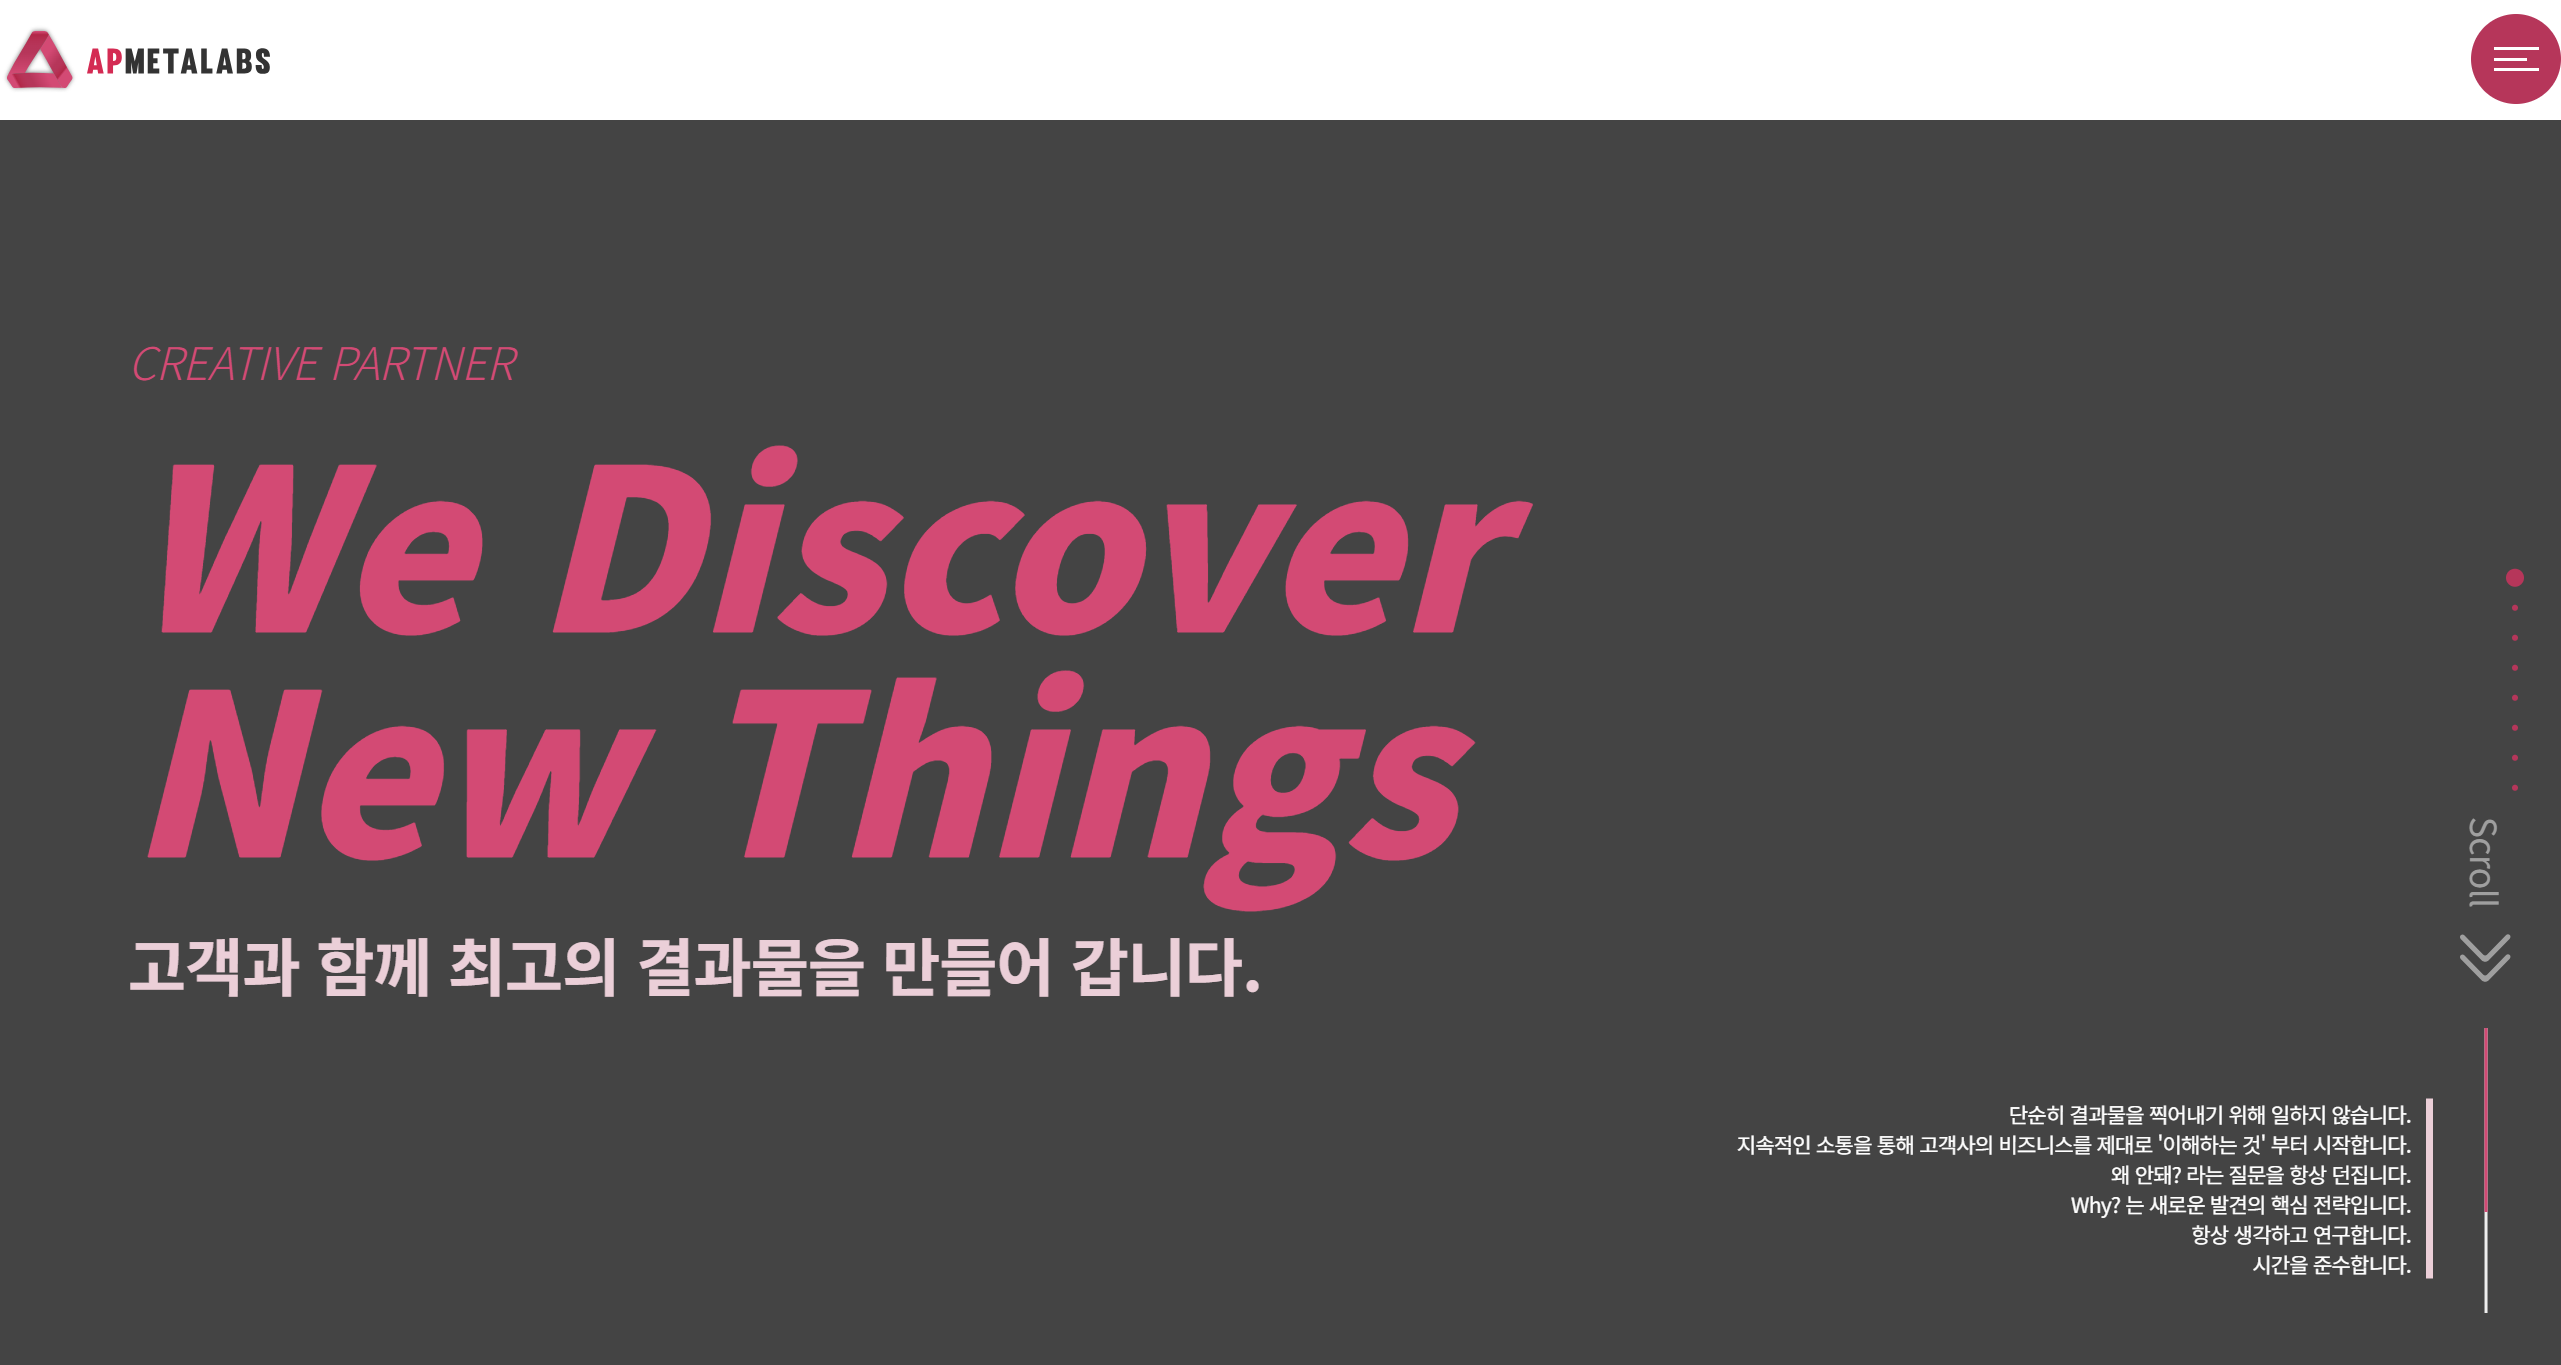 APMETALABS
CREATIVE PARTNER
We Discover
New Things
고객과 함께 최고의 결과물을 만들어 갑니다.
Scroll
단순히 결과물을 찍어내기 위해 일하지 않습니다.
지속적인 소통을 통해 고객사의 비즈니스를 제대로 '이해하는 것' 부터 시작합니다.
왜 안돼? 라는 질문을 항상 던집니다.
Why? 는 새로운 발견의 핵심 전략입니다.
항상 생각하고 연구합니다.
시간을 준수합니다.